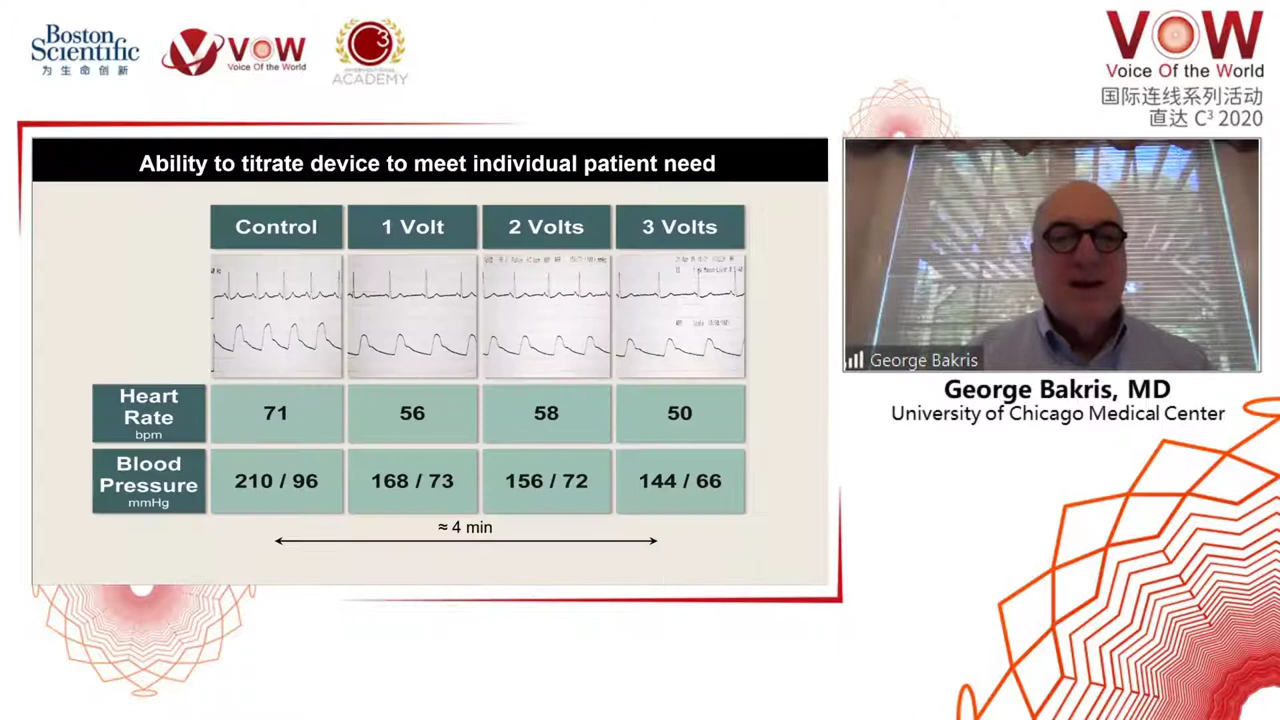 Boston
Scientific
为生命创新
VOW
Voice Of the World
C3
ACADEMY
VOW
Voice Of the World
国际连线系列活动
直达 C³ 2020
Ability to titrate device to meet individual patient need
Control 1 Volt 2 Volts 3 Volts
Heart Rate bpm 71 56 58 50
Blood Pressure mmHg 210 / 96 168 / 73 156 / 72 144 / 66
≈ 4 min
George Bakris
George Bakris, MD
University of Chicago Medical Center